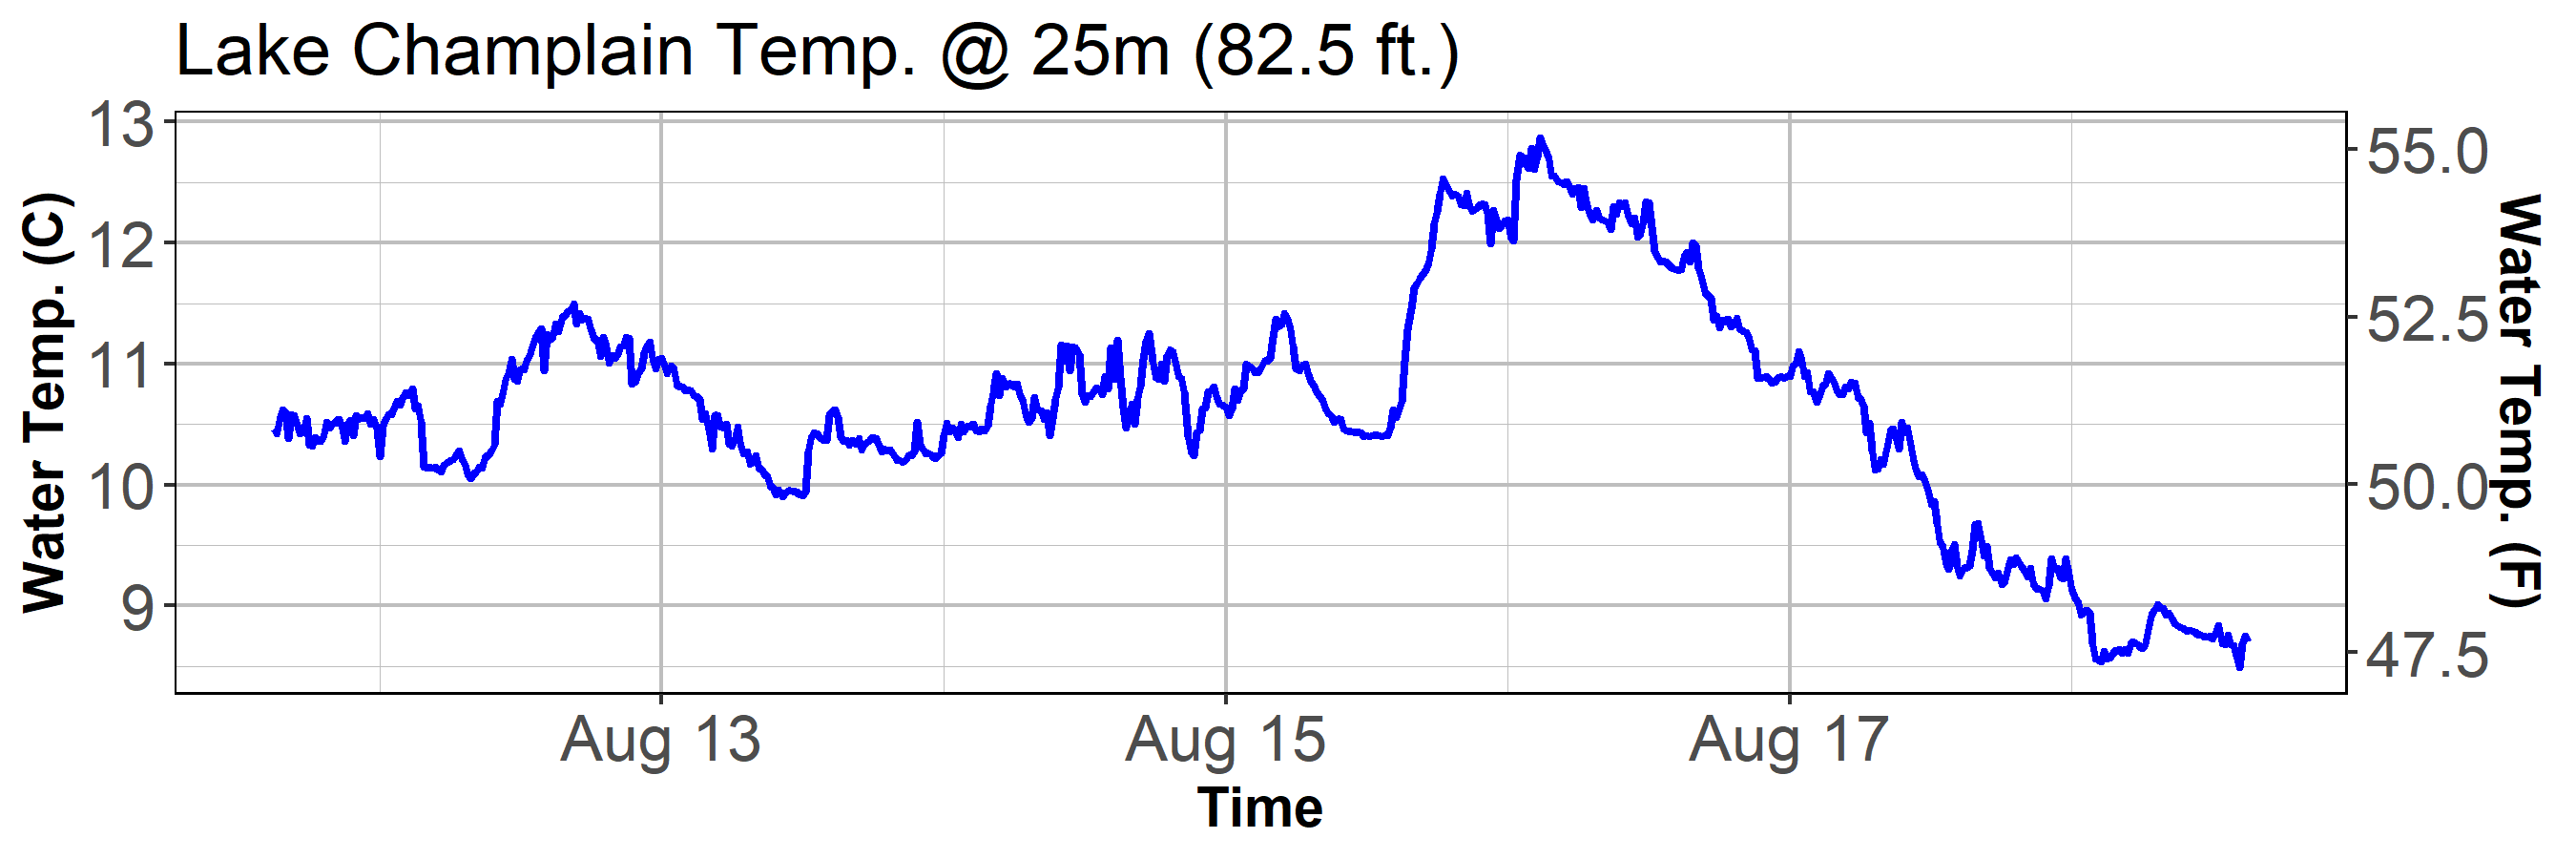 Lake Champlain Temp. @ 25m (82.5 ft.)
Water Temp. (C)
13
12
11
10
9
55.0
52.5
50.0
47.5
Water Temp. (F)
Aug 13
Aug 15
Aug 17
Time